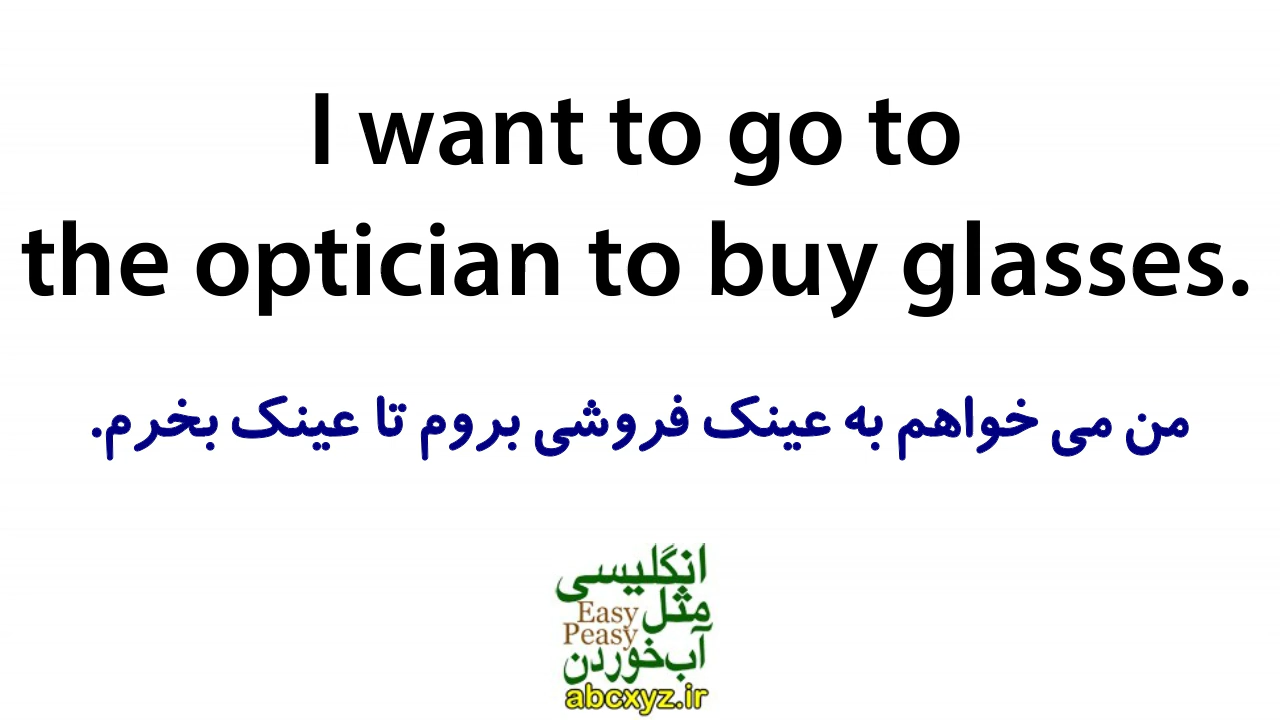 I want to go to
the optician to buy glasses.
من می خواهم به عینک فروشی بروم تا عینک بخرم.
انگلیسی
مثل Easy
Peasy
آب خوردن
abcxyz.ir